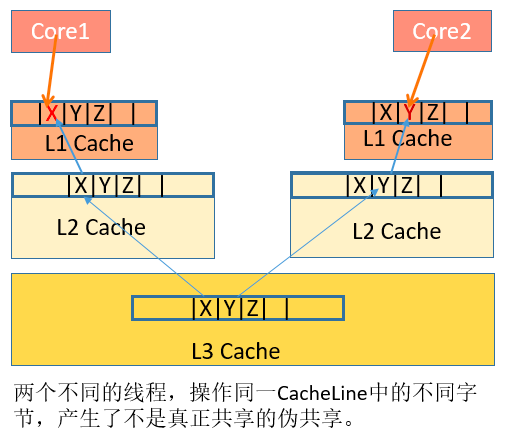 Core1
Core2
|X|Y|Z| |
|X|Y|Z| |
L1 Cache
L1 Cache
|X|Y|Z| |
|X|Y|Z| |
L2 Cache
L2 Cache
|X|Y|Z| |
L3 Cache
两个不同的线程，操作同一CacheLine中的不同字
节，产生了不是真正共享的伪共享。